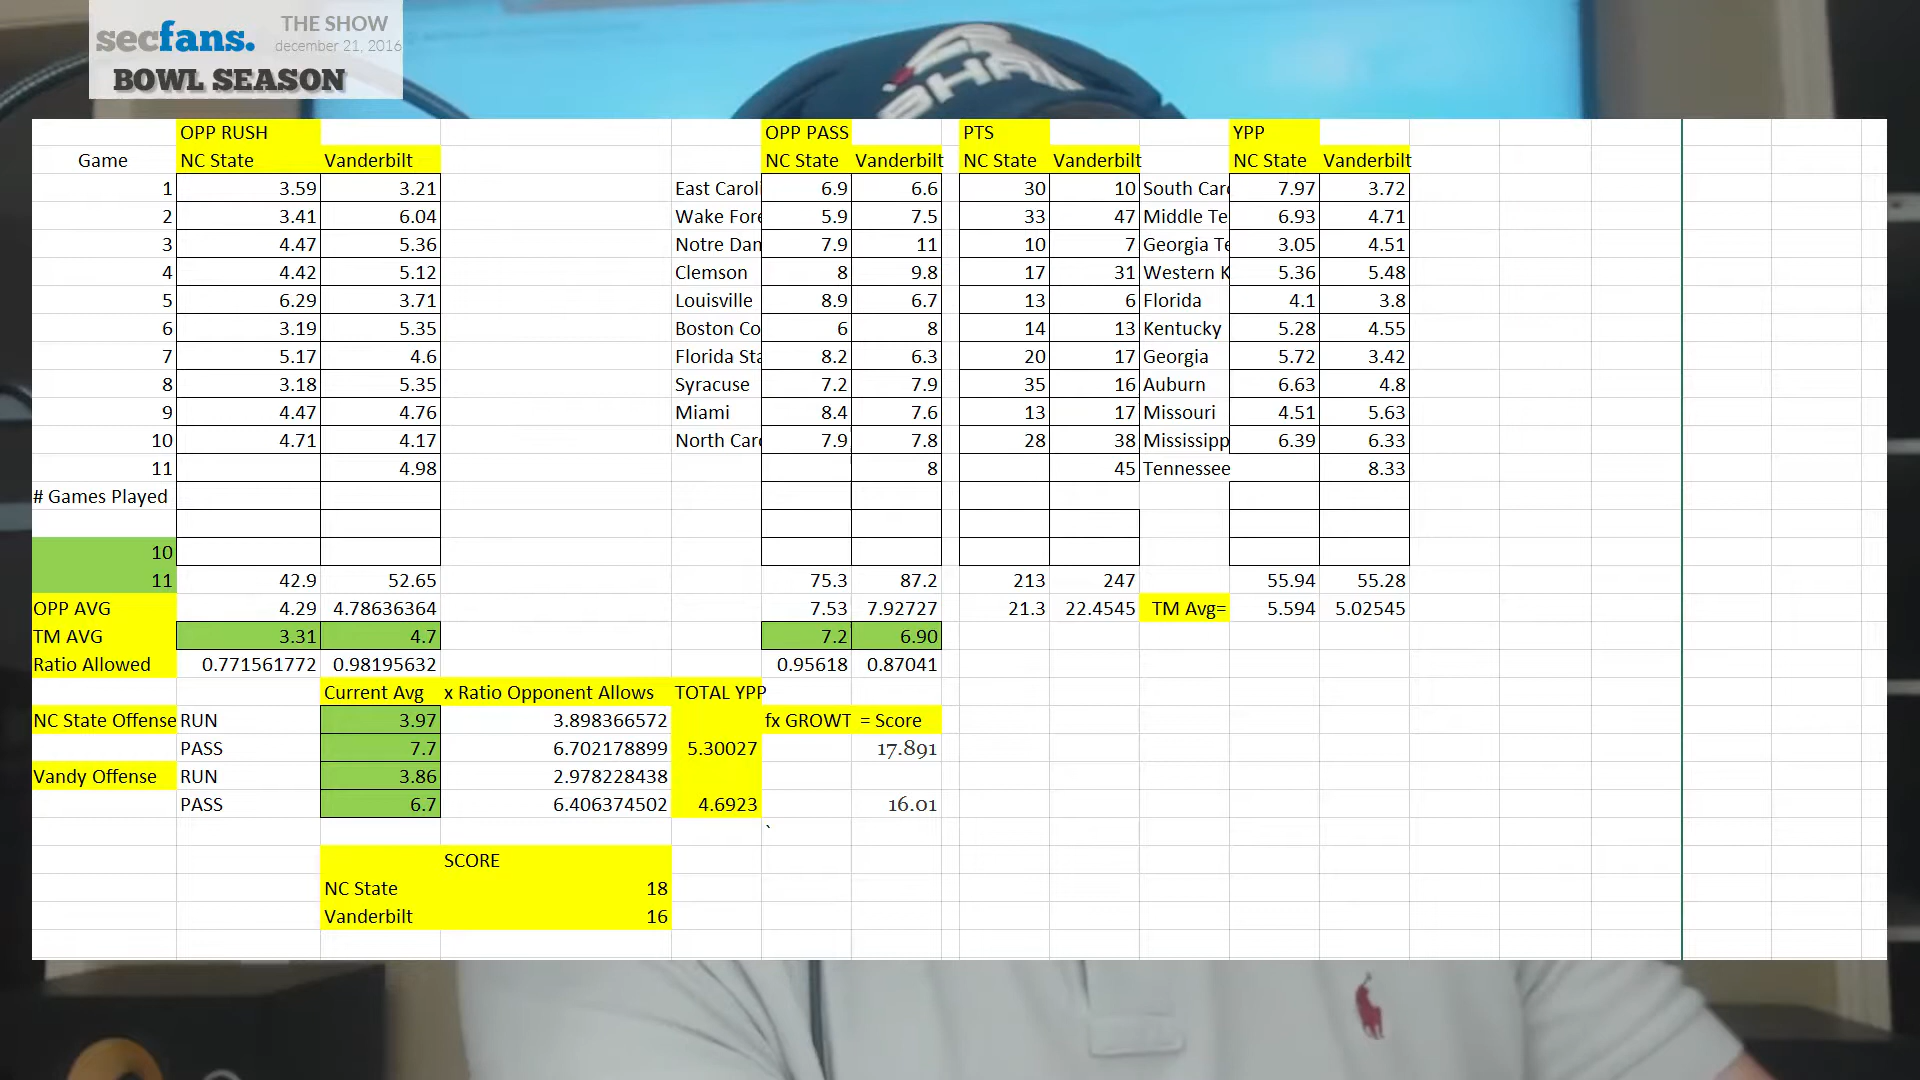 secfans. THE SHOW
december 21, 2016
BOWL SEASON
OPP RUSH OPP PASS PTS YPP
Game NC State Vanderbilt NC State Vanderbilt NC State Vanderbilt NC State Vanderbilt
1 3.59 3.21 East Caroli 6.9 6.6 30 10 South Caro 7.97 3.72
2 3.41 6.04 Wake Fore 5.9 7.5 33 47 Middle Te 6.93 4.71
3 4.47 5.36 Notre Dan 7.9 11 10 7 Georgia Te 3.05 4.51
4 4.42 5.12 Clemson 8 9.8 17 31 Western K 5.36 5.48
5 6.29 3.71 Louisville 8.9 6.7 13 6 Florida 4.1 3.8
6 3.19 5.35 Boston Co 6 8 14 13 Kentucky 5.28 4.55
7 5.17 4.6 Florida Sta 8.2 6.3 20 17 Georgia 5.72 3.42
8 3.18 5.35 Syracuse 7.2 7.9 35 16 Auburn 6.63 4.8
9 4.47 4.76 Miami 8.4 7.6 13 17 Missouri 4.51 5.63
10 4.71 4.17 North Caro 7.9 7.8 28 38 Mississipp 6.39 6.33
11 4.98 8 45 Tennessee 8.33
# Games Played
10
11 42.9 52.65 75.3 87.2 213 247 55.94 55.28
OPP AVG 4.29 4.78636364 7.53 7.92727 21.3 22.4545 TM Avg= 5.594 5.02545
TM AVG 3.31 4.7 7.2 6.90
Ratio Allowed 0.771561772 0.98195632 0.95618 0.87041
Current Avg x Ratio Opponent Allows TOTAL YPP
NC State Offense RUN 3.97 3.898366572 fx GROWT = Score
PASS 7.7 6.702178899 5.30027 17.891
Vandy Offense RUN 3.86 2.978228438
PASS 6.7 6.406374502 4.6923 16.01
`
SCORE
NC State 18
Vanderbilt 16